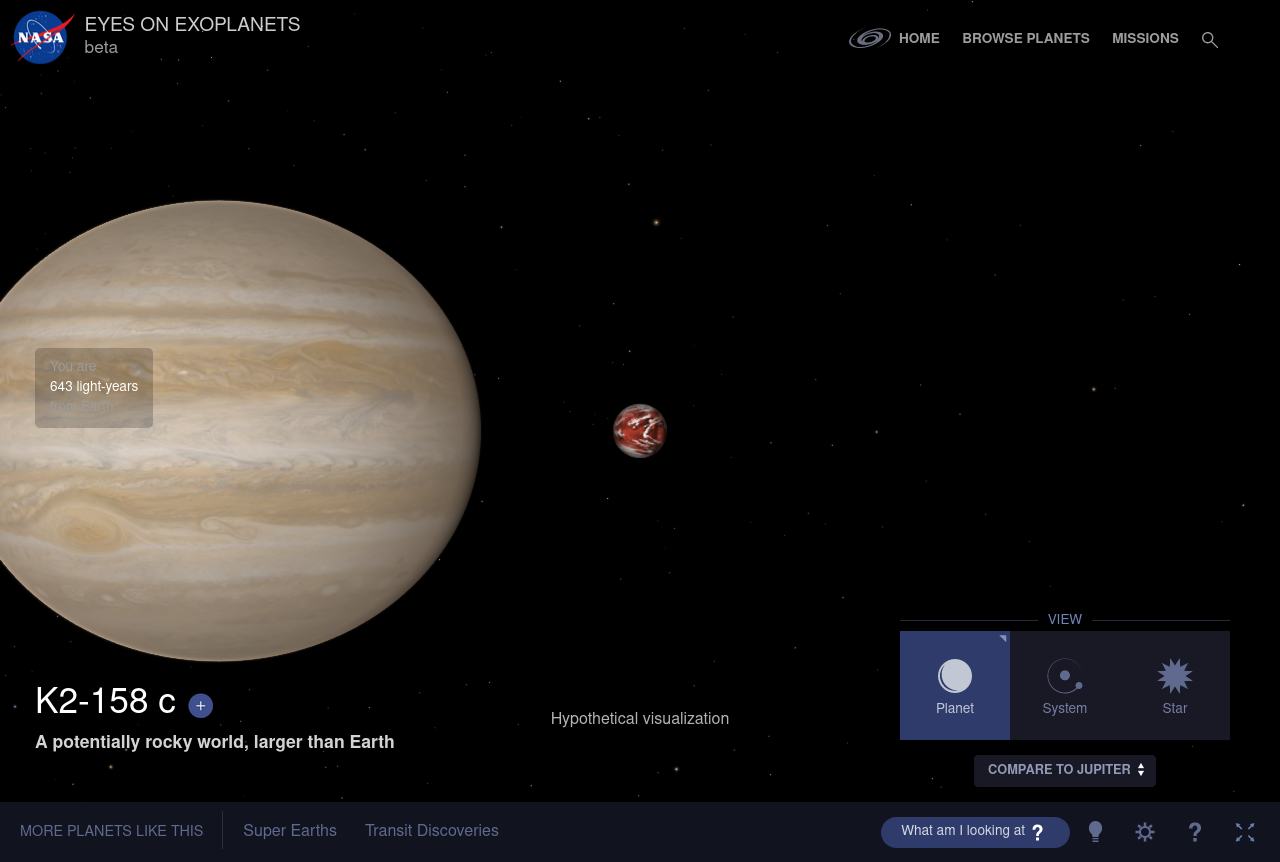 NASA
EYES ON EXOPLANETS
beta
HOME
BROWSE PLANETS
MISSIONS
You are
643 light-years
from Earth
K2-158 c +
A potentially rocky world, larger than Earth
Hypothetical visualization
VIEW
Planet
System
Star
COMPARE TO JUPITER
MORE PLANETS LIKE THIS
Super Earths
Transit Discoveries
What am I looking at ?
?